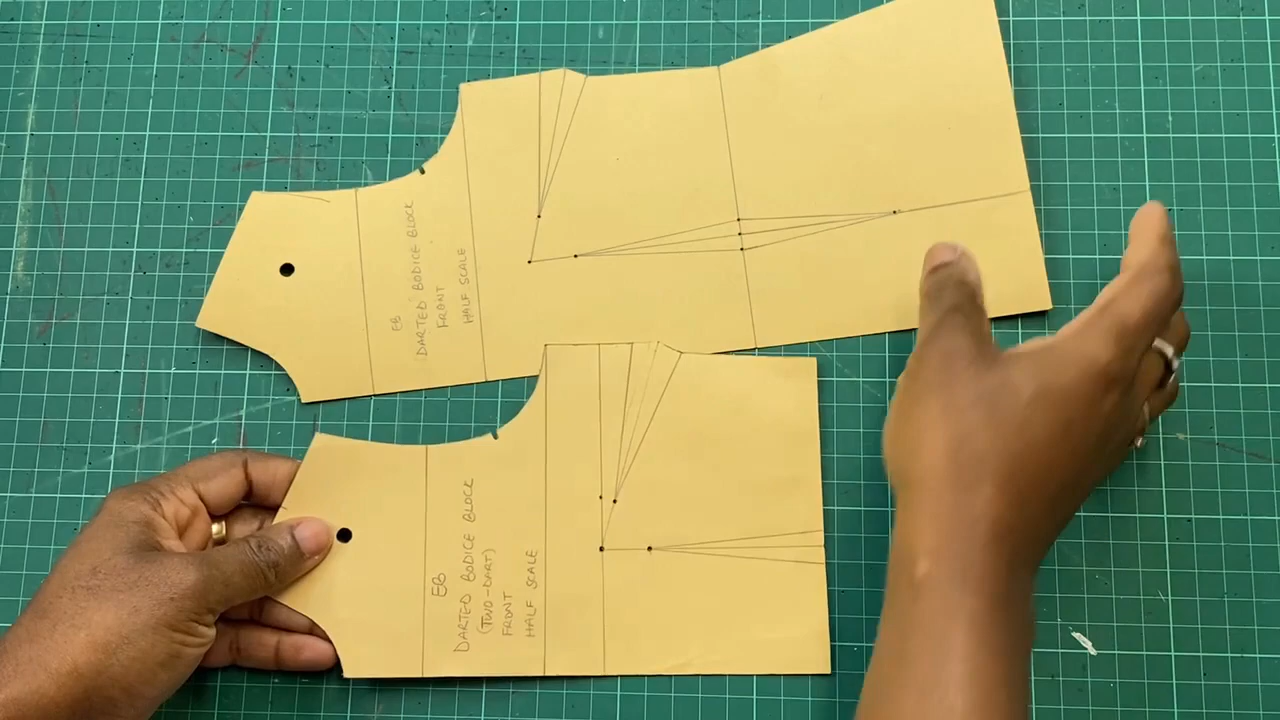 EB
DARTED BODICE BLOCK
FRONT
HALF SCALE
EB
DARTED BODICE BLOCK
(TWO-DART)
FRONT
HALF SCALE